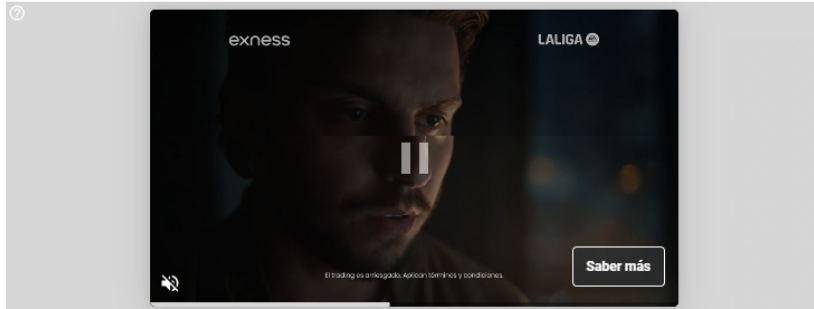 exness
LALIGA
El trading es arriesgado. Aplican términos y condiciones.
Saber más